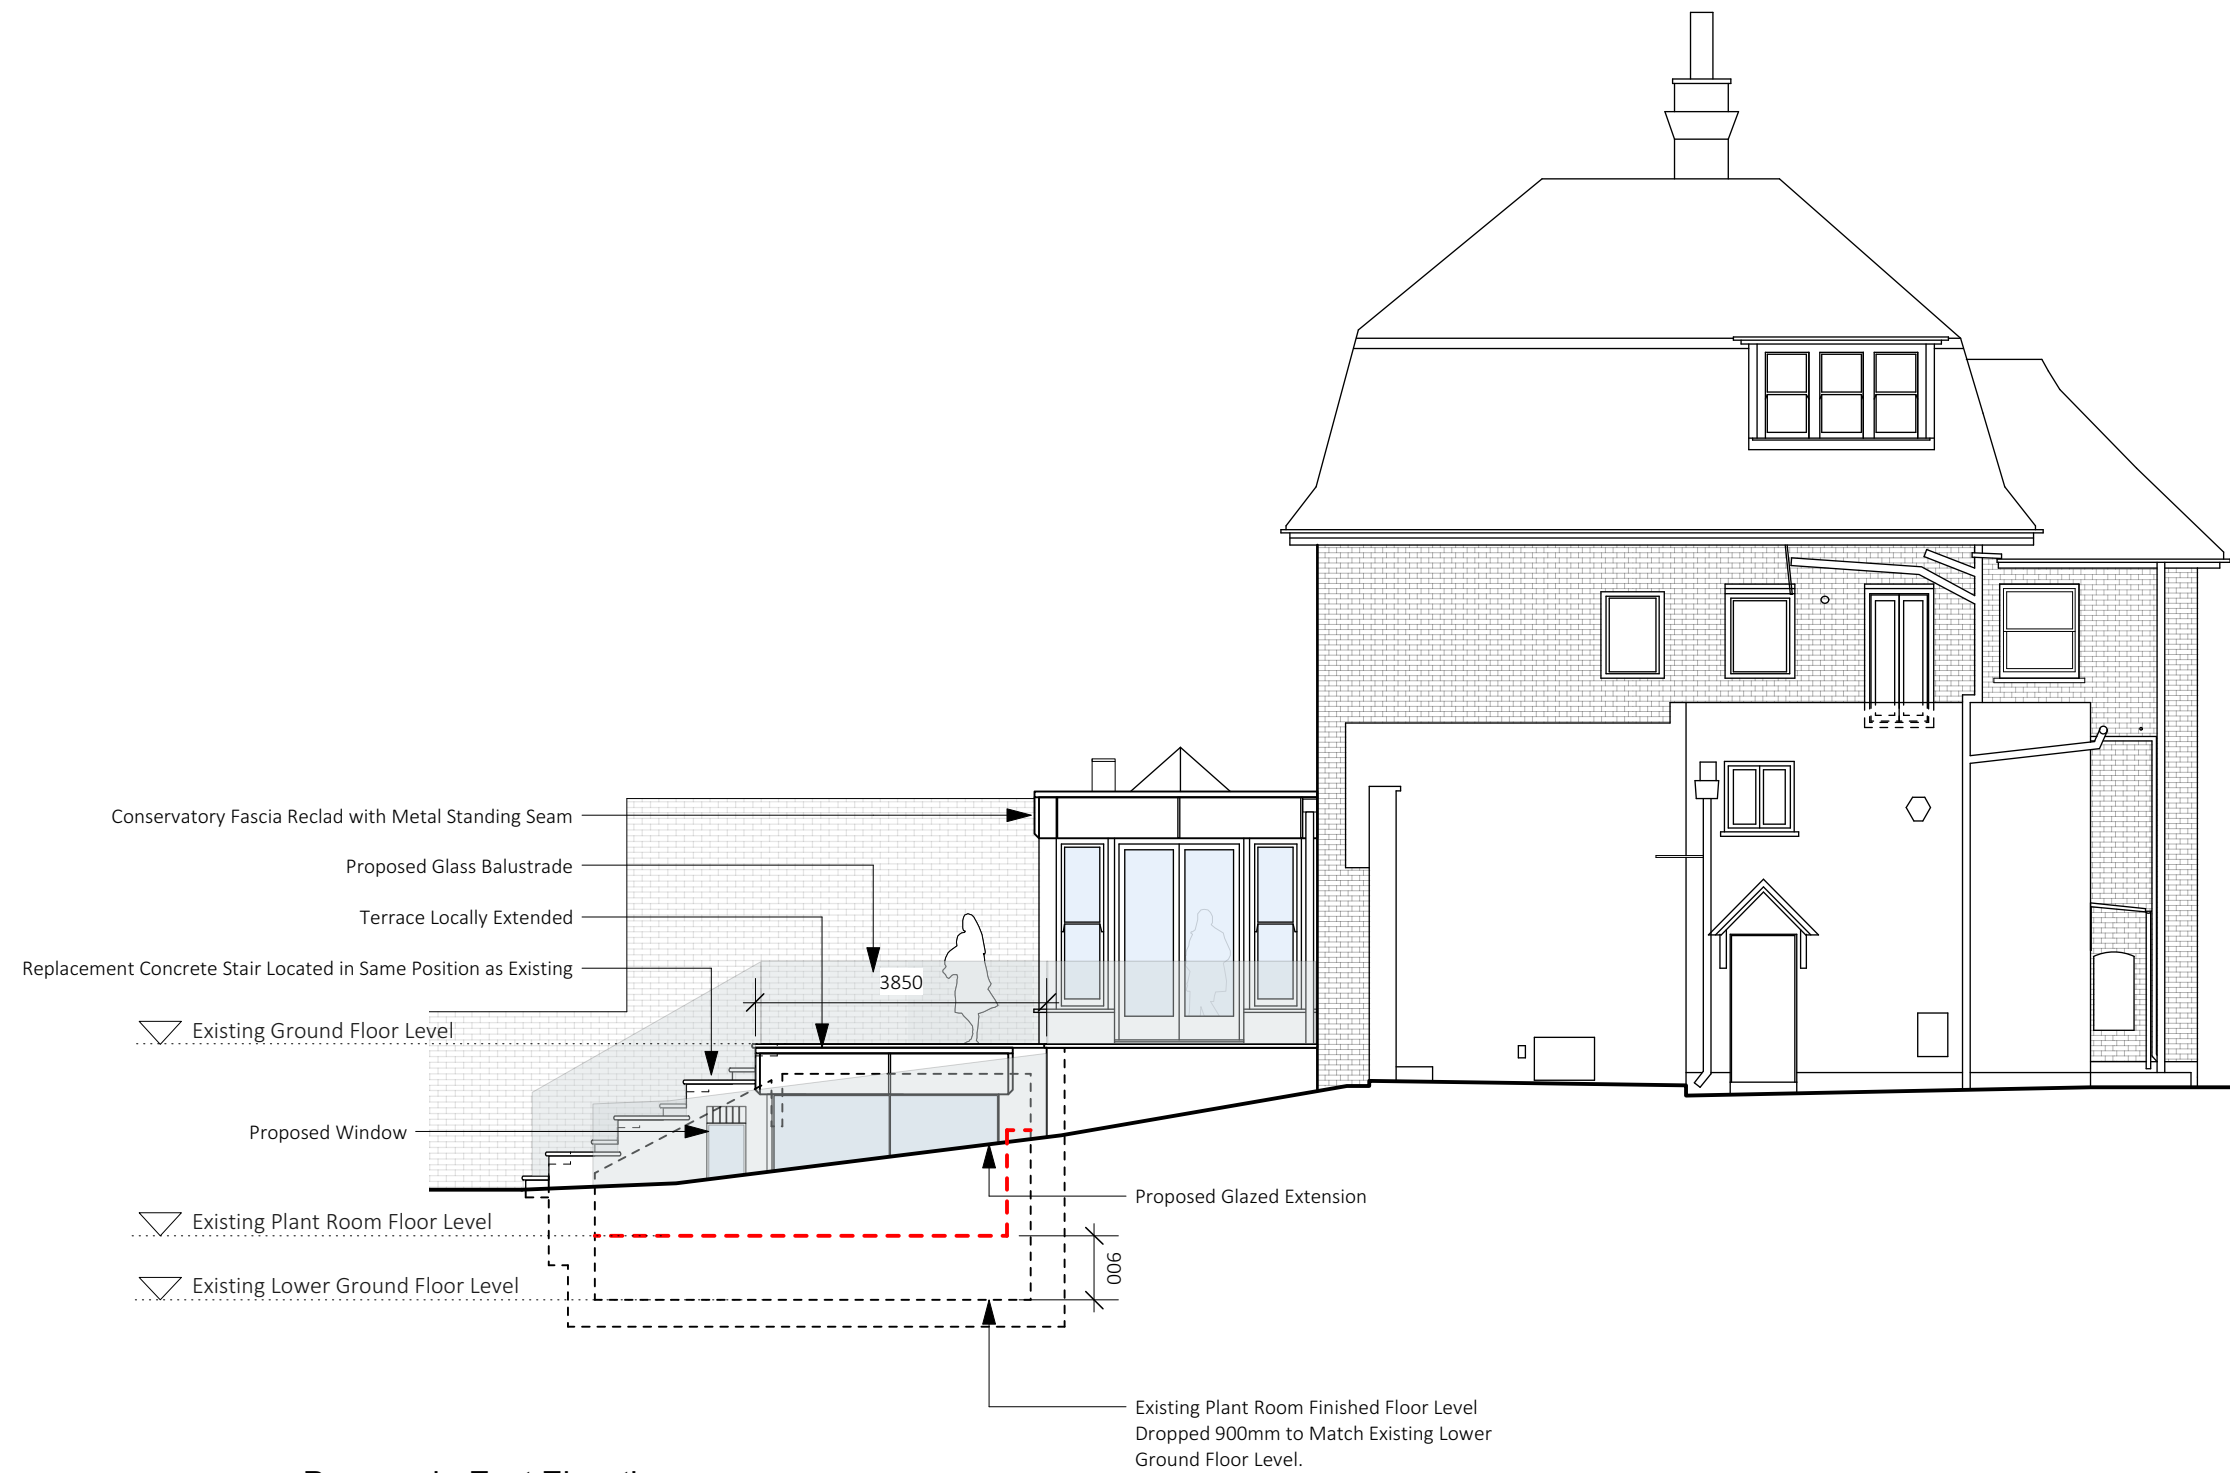 Conservatory Fascia Reclad with Metal Standing Seam
Proposed Glass Balustrade
Terrace Locally Extended
Replacement Concrete Stair Located in Same Position as Existing
3850
Existing Ground Floor Level
Proposed Window
Proposed Glazed Extension
Existing Plant Room Floor Level
900
Existing Lower Ground Floor Level
Existing Plant Room Finished Floor Level
Dropped 900mm to Match Existing Lower
Ground Floor Level.